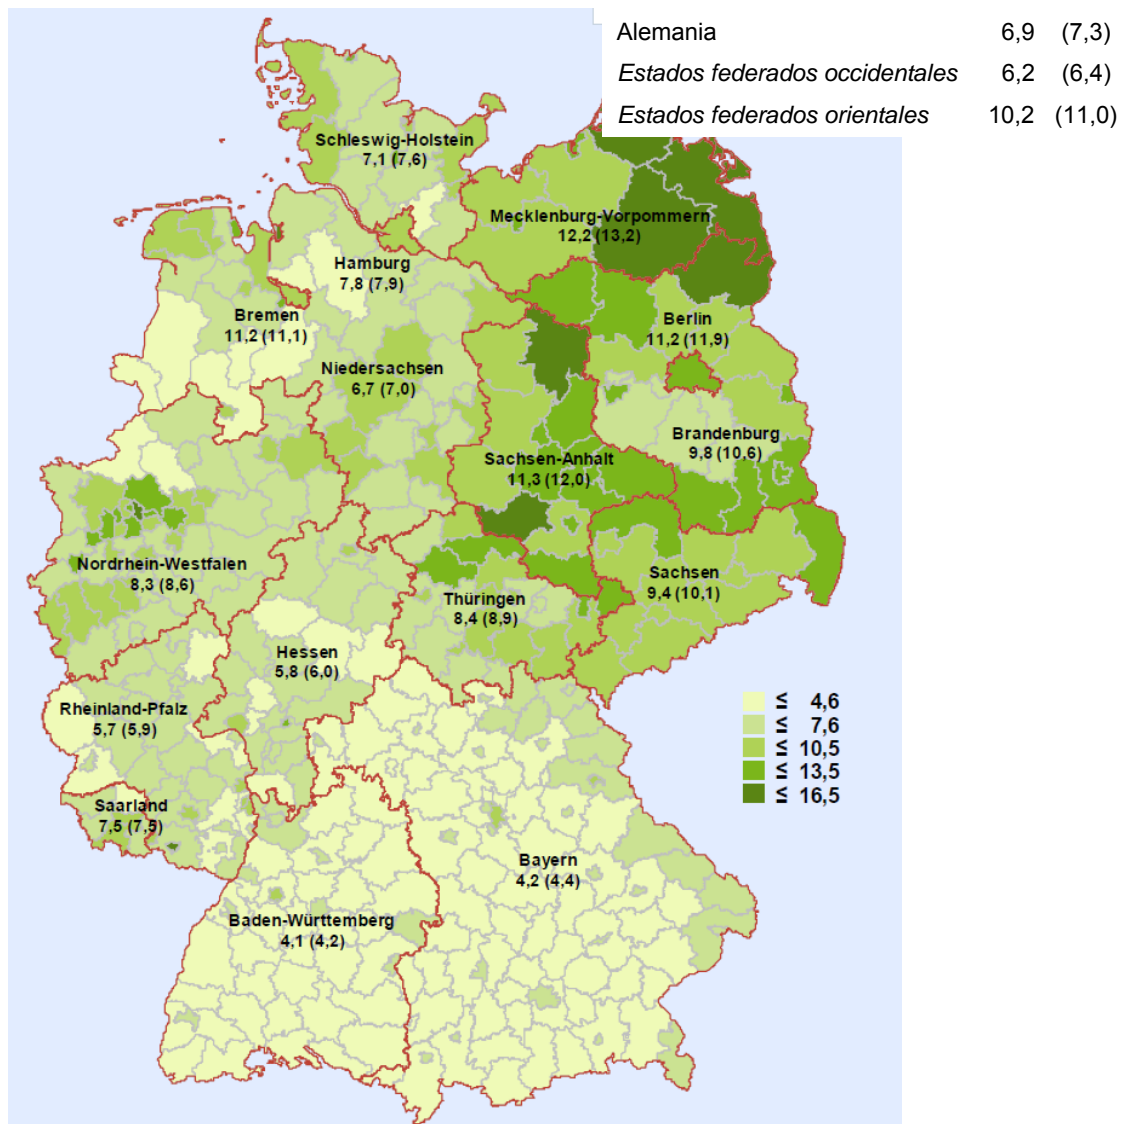 Alemania 6,9 (7,3)
Estados federados occidentales 6,2 (6,4)
Estados federados orientales 10,2 (11,0)
Schleswig-Holstein
7,1 (7,6)
Mecklenburg-Vorpommern
12,2 (13,2)
Hamburg
7,8 (7,9)
Bremen
11,2 (11,1)
Berlin
11,2 (11,9)
Niedersachsen
6,7 (7,0)
Brandenburg
9,8 (10,6)
Sachsen-Anhalt
11,3 (12,0)
Nordrhein-Westfalen
8,3 (8,6)
Sachsen
9,4 (10,1)
Thüringen
8,4 (8,9)
Hessen
5,8 (6,0)
Rheinland-Pfalz
5,7 (5,9)
≤ 4,6
≤ 7,6
≤ 10,5
≤ 13,5
≤ 16,5
Saarland
7,5 (7,5)
Bayern
4,2 (4,4)
Baden-Württemberg
4,1 (4,2)